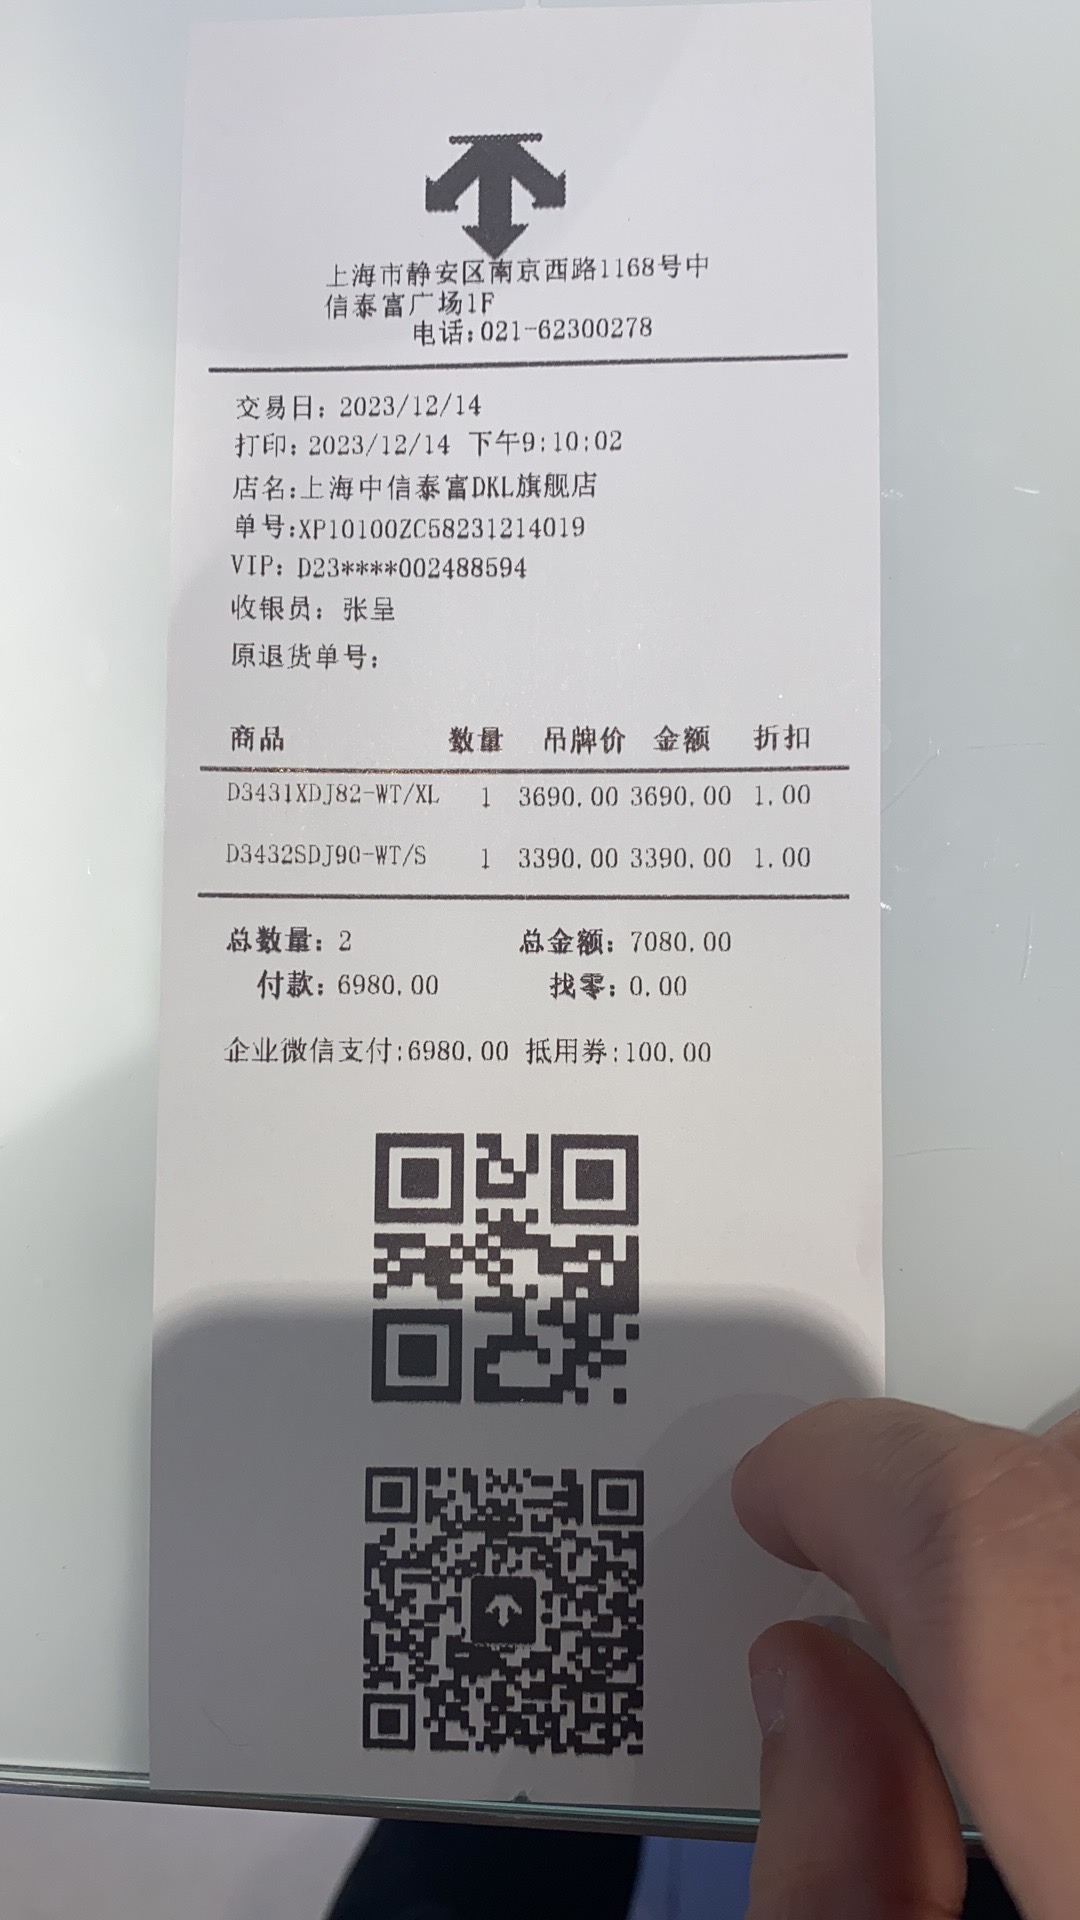 上海市静安区南京西路1168号中
信泰富广场1F
电话:021-62300278
交易日: 2023/12/14
打印: 2023/12/14 下午9:10:02
店名:上海中信泰富DKL旗舰店
单号:XP10100ZC58231214019
VIP: D23****002488594
收银员: 张呈
原退货单号:
商品 数量 吊牌价 金额 折扣
D3431XDJ82-WT/XL 1 3690.00 3690.00 1.00
D3432SDJ90-WT/S 1 3390.00 3390.00 1.00
总数量: 2 总金额: 7080.00
付款: 6980.00 找零: 0.00
企业微信支付:6980.00 抵用券:100.00